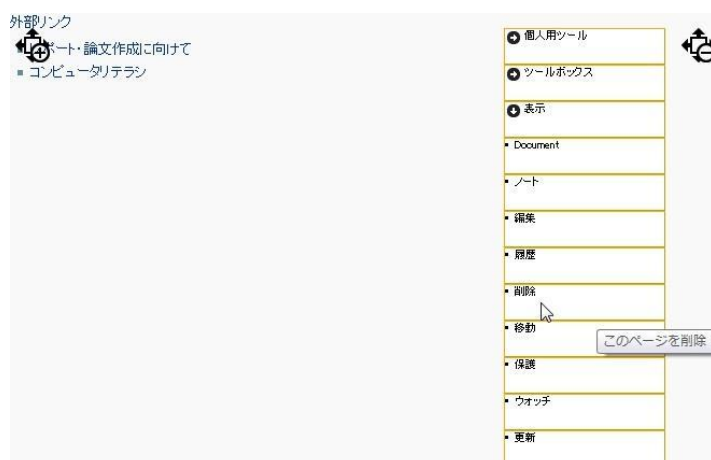 外部リンク
ポート・論文作成に向けて
コンピュータリテラシ
個人用ツール
ツールボックス
表示
Document
ノート
編集
履歴
削除
移動
このページを削除
保護
ウォッチ
更新